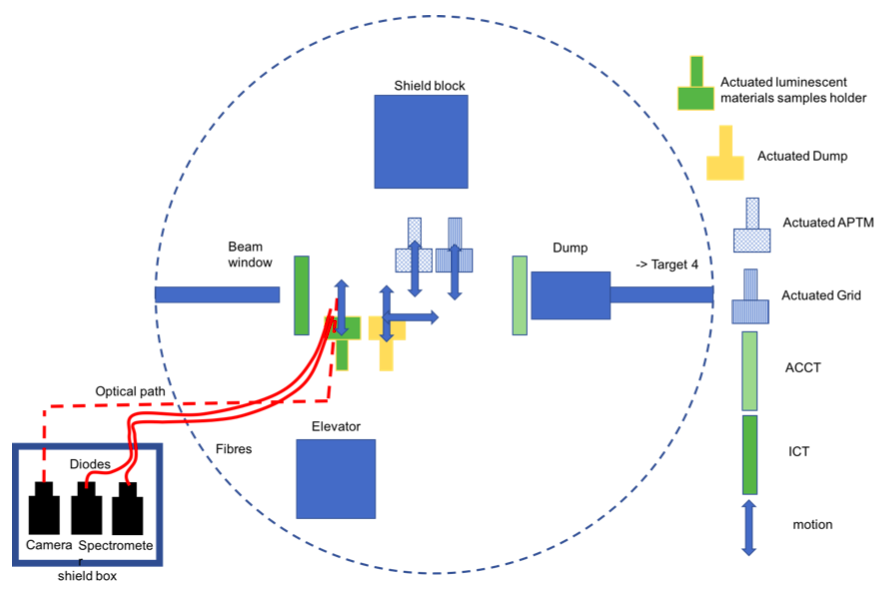 Shield block
Actuated luminescent
materials samples holder
Actuated Dump
Actuated APTM
Beam
window
Dump
-> Target 4
Actuated Grid
ACCT
Optical path
Elevator
Fibres
ICT
Diodes
motion
Camera Spectromete
r
shield box